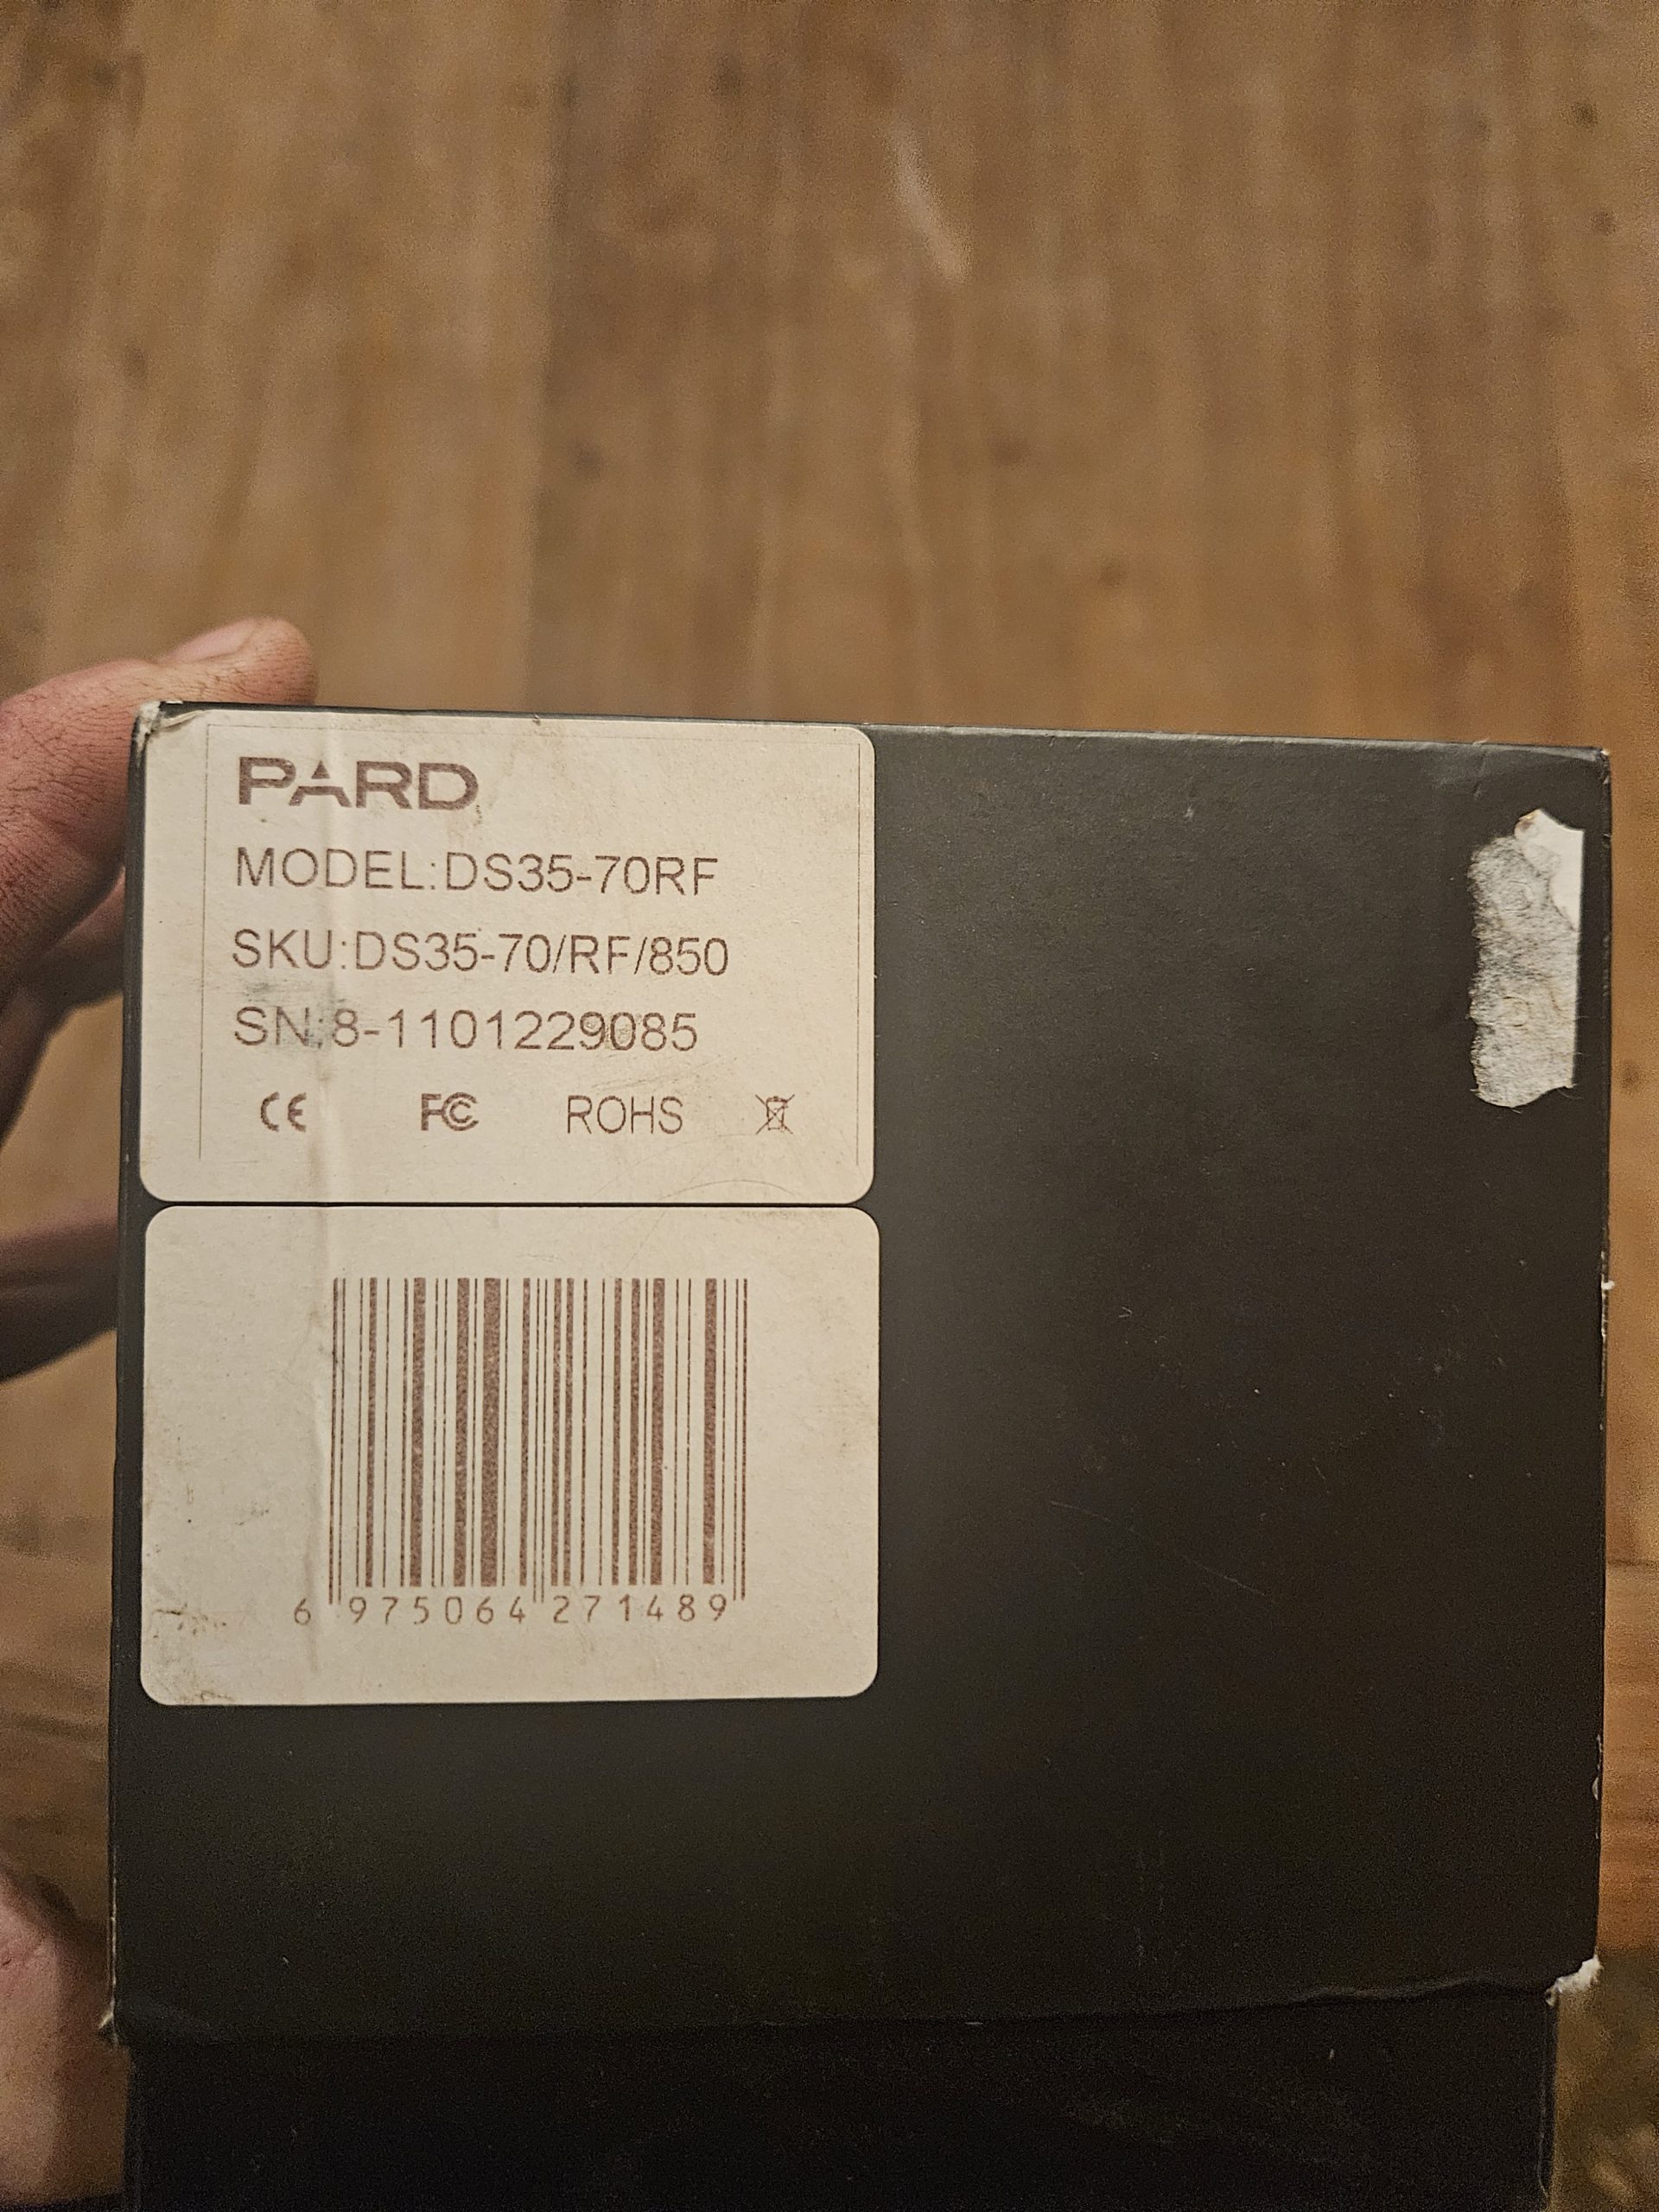 PARD
MODEL:DS35-70RF
SKU:DS35-70/RF/850
SN:8-1101229085
CE FC ROHS
6 975064 271489